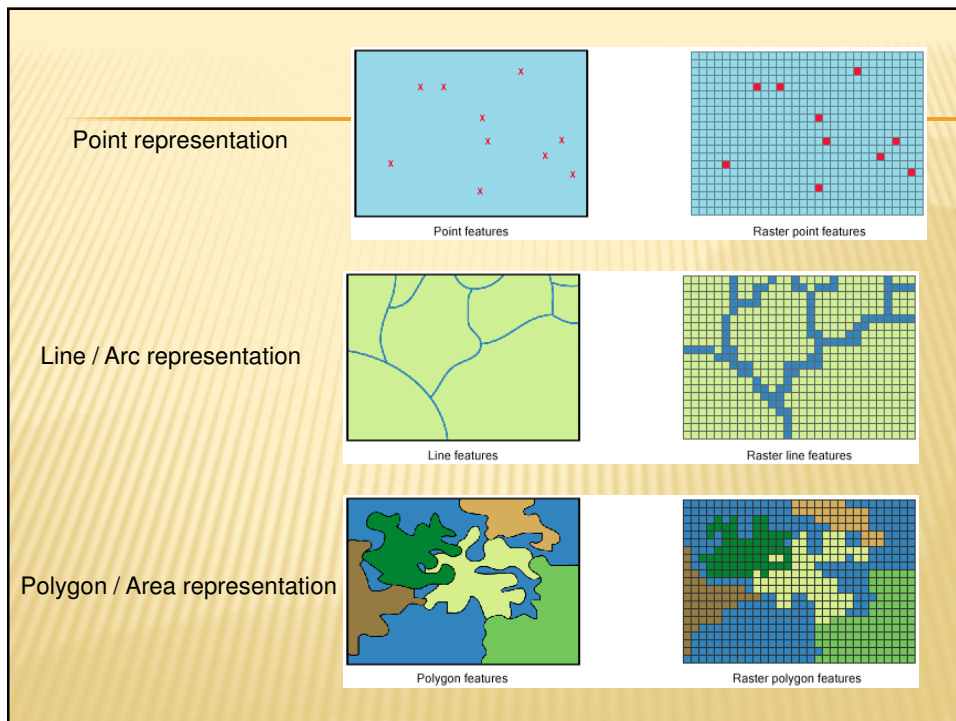 Point representation
Point features
Raster point features
Line / Arc representation
Line features
Raster line features
Polygon / Area representation
Polygon features
Raster polygon features